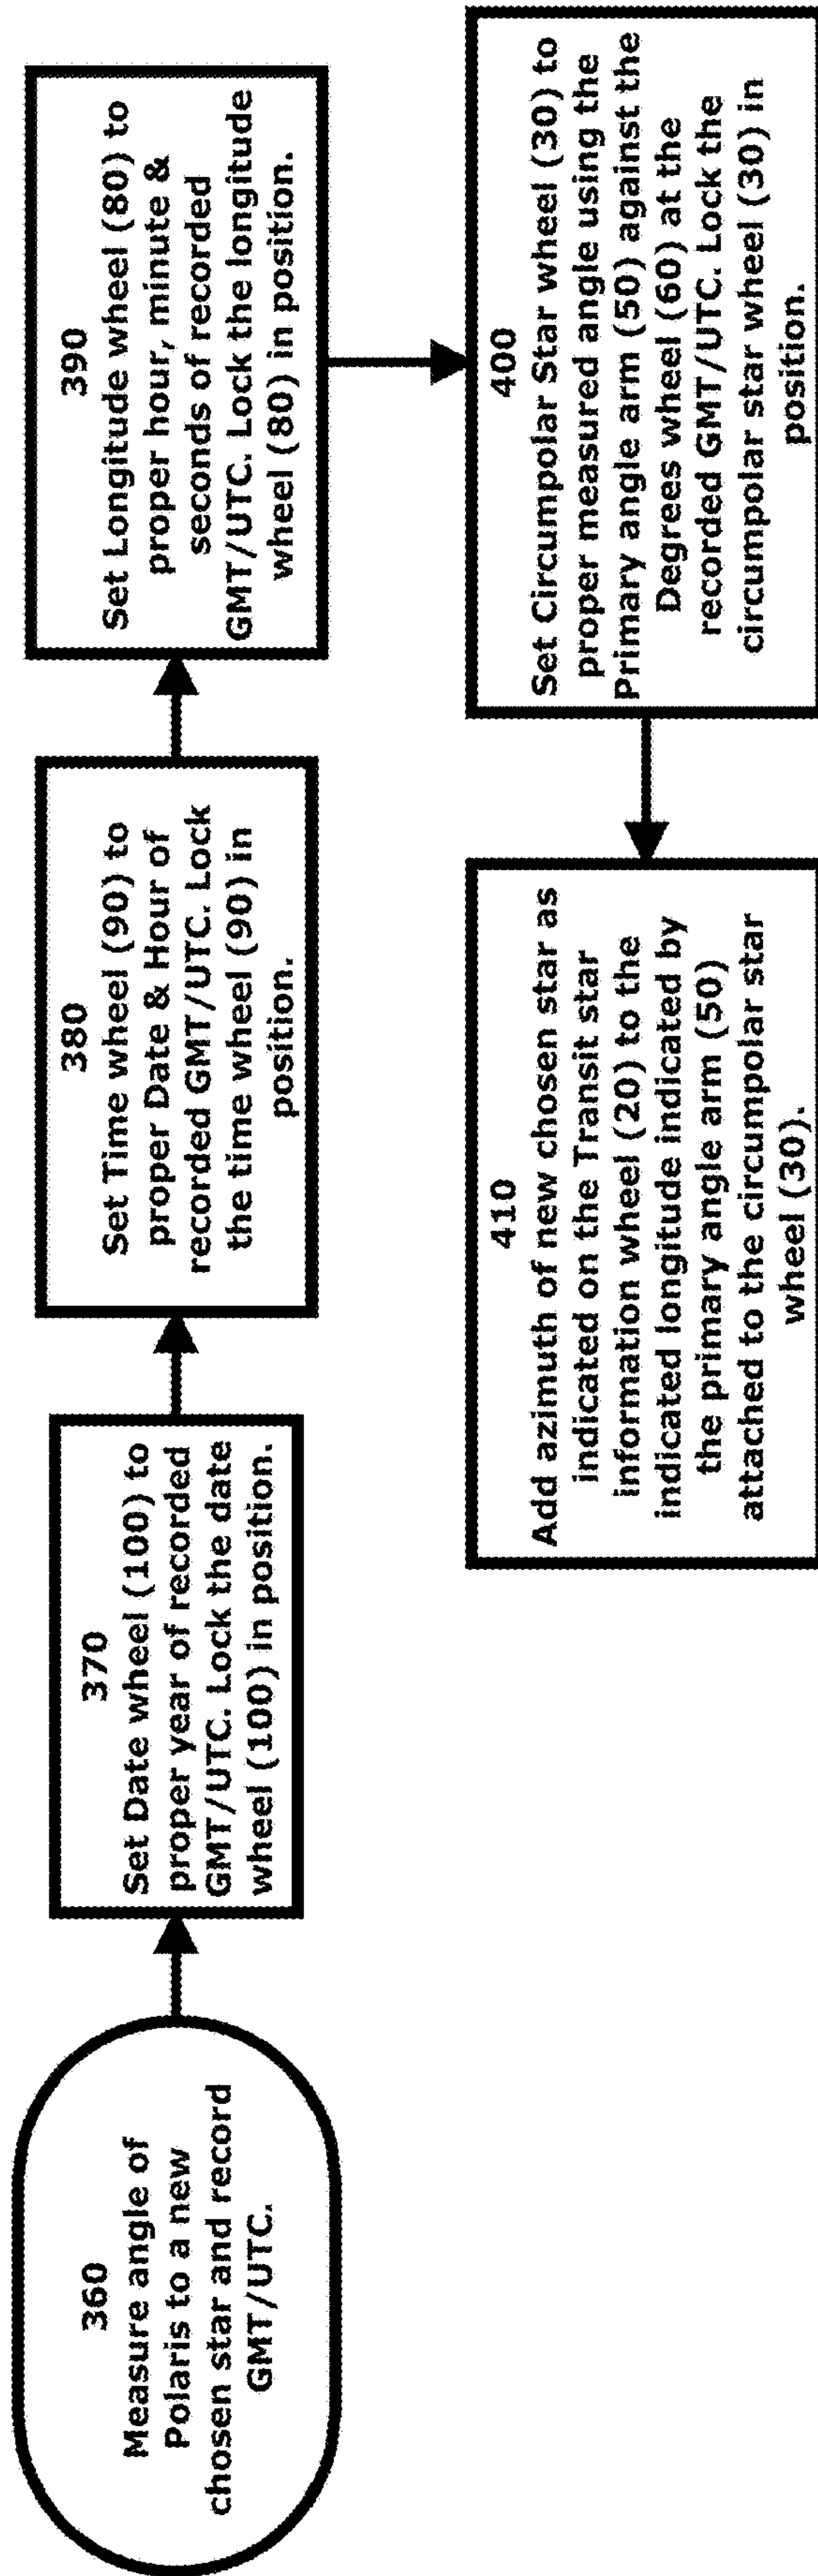 360
Measure angle of
Polaris to a new
chosen star and record
GMT/UTC.
370
Set Date wheel (100) to
proper year of recorded
GMT/UTC. Lock the date
wheel (100) in position.
380
Set Time wheel (90) to
proper Date & Hour of
recorded GMT/UTC. Lock
the time wheel (90) in
position.
390
Set Longitude wheel (80) to
proper hour, minute &
seconds of recorded
GMT/UTC. Lock the longitude
wheel (80) in position.
400
Set Circumpolar Star wheel (30) to
proper measured angle using the
Primary angle arm (50) against the
Degrees wheel (60) at the
recorded GMT/UTC. Lock the
circumpolar star wheel (30) in
position.
410
Add azimuth of new chosen star as
indicated on the Transit star
information wheel (20) to the
indicated longitude indicated by
the primary angle arm (50)
attached to the circumpolar star
wheel (30).